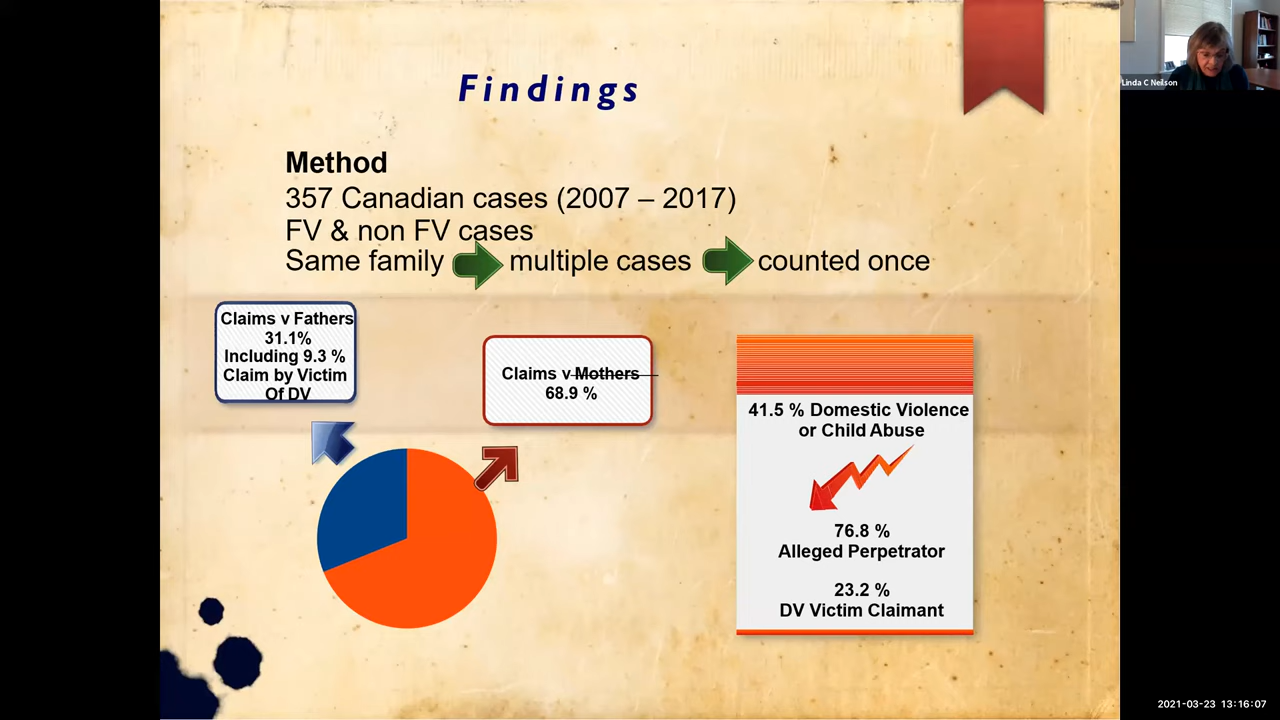 Findings
Method
357 Canadian cases (2007 – 2017)
FV & non FV cases
Same family multiple cases counted once
Claims v Fathers
31.1%
Including 9.3 %
Claim by Victim
Of DV
Claims v Mothers
68.9 %
41.5 % Domestic Violence
or Child Abuse
76.8 %
Alleged Perpetrator
23.2 %
DV Victim Claimant
Linda C Neilson
2021-03-23 13:16:07